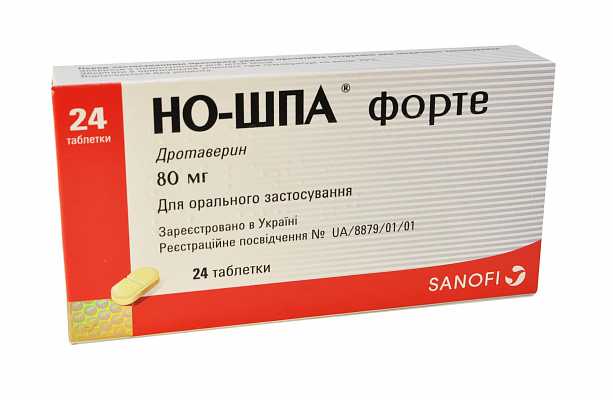 24
таблетки
НО-ШПА® форте
Дротаверин
80 мг
Для орального застосування
Зареєстровано в Україні
Реєстраційне посвідчення № UA/8879/01/01
24 таблетки
SANOFI